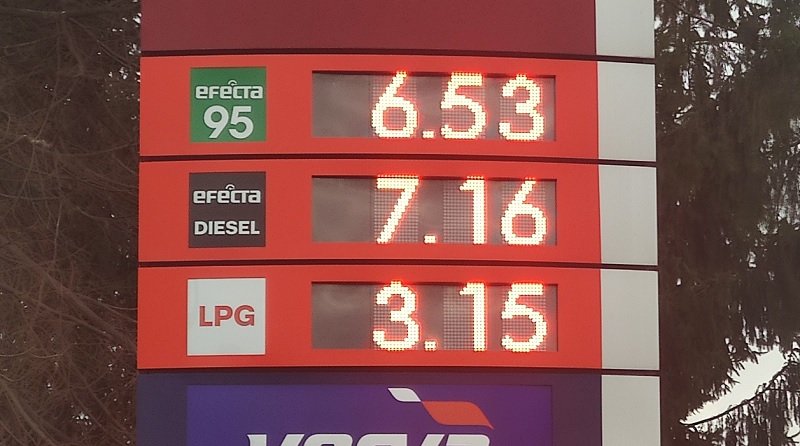 efecta
95
6.53
efecta
DIESEL
7.16
LPG
3.15